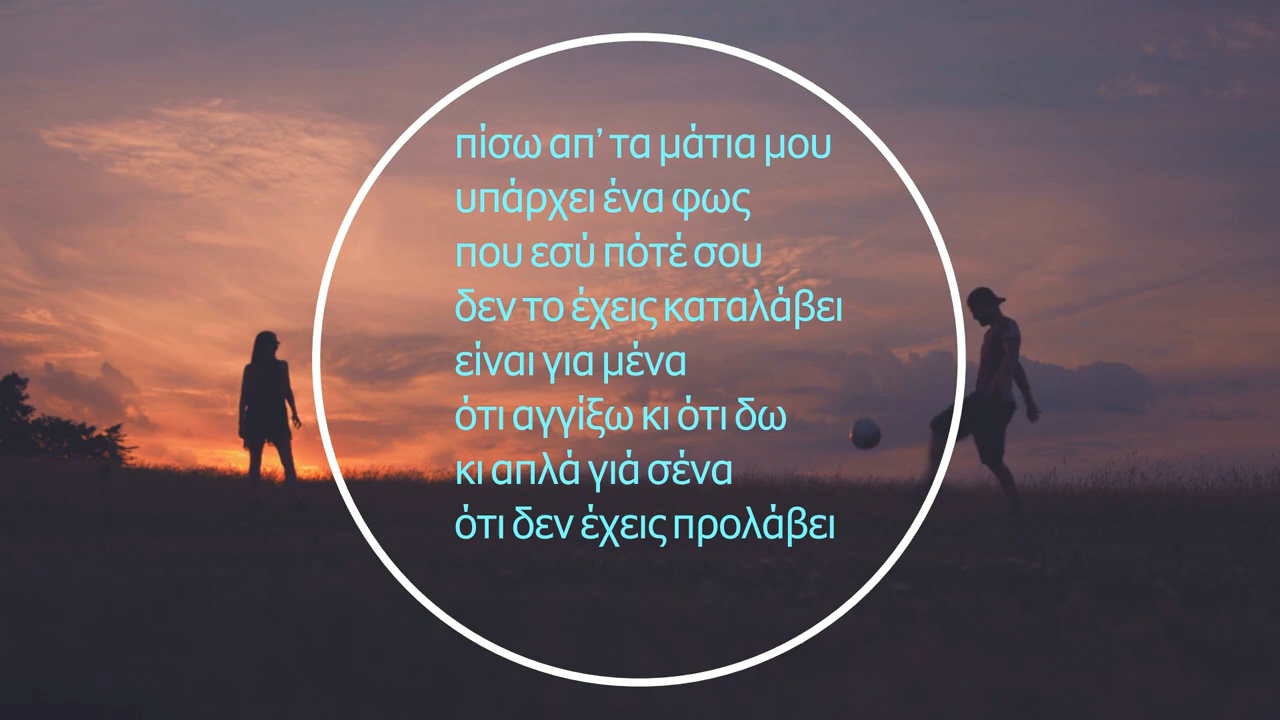 πίσω απ’ τα μάτια μου
υπάρχει ένα φως
που εσύ πότέ σου
δεν το έχεις καταλάβει
είναι για μένα
ότι αγγίξω κι ότι δω
κι απλά γιά σένα
ότι δεν έχεις προλάβει